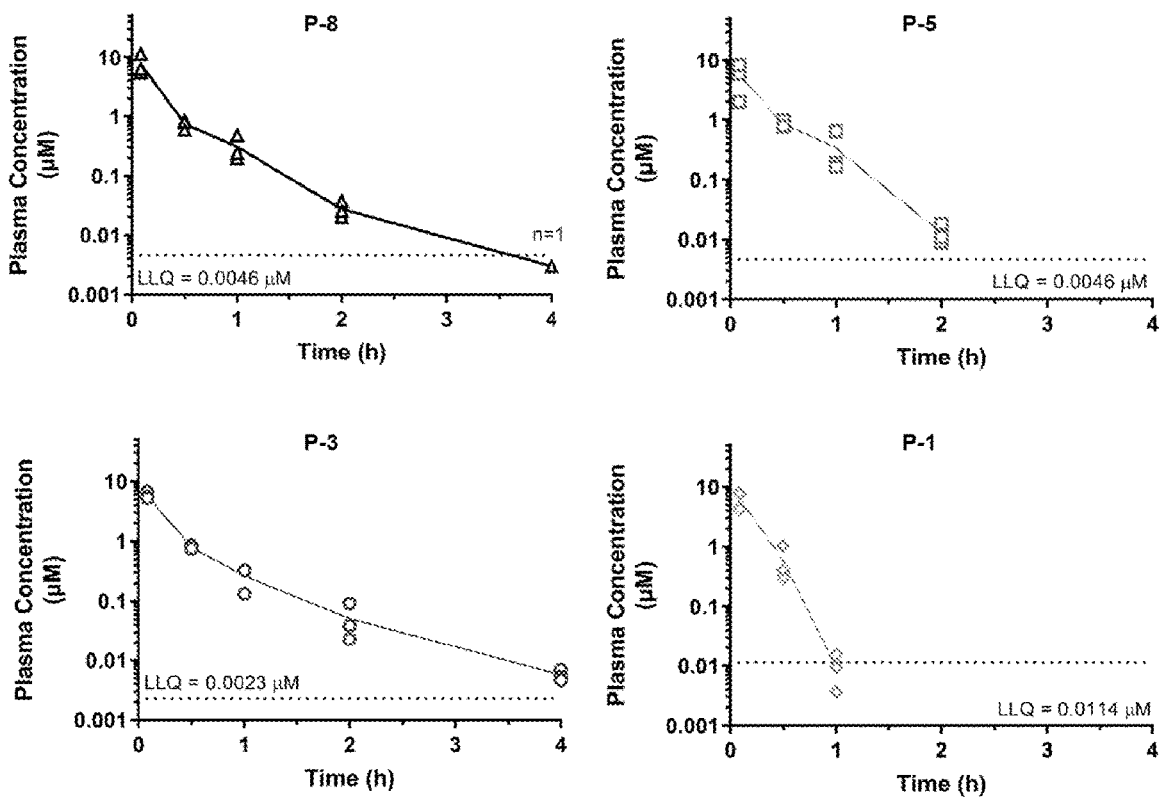 P-8
Plasma Concentration
(µM)
10
1
0.1
0.01
0.001
n=1
LLQ = 0.0046 µM
0 1 2 3 4
Time (h)
P-5
Plasma Concentration
(µM)
10
1
0.1
0.01
0.001
LLQ = 0.0046 µM
0 1 2 3 4
Time (h)
P-3
Plasma Concentration
(µM)
10
1
0.1
0.01
0.001
LLQ = 0.0023 µM
0 1 2 3 4
Time (h)
P-1
Plasma Concentration
(µM)
10
1
0.1
0.01
0.001
LLQ = 0.0114 µM
0 1 2 3 4
Time (h)